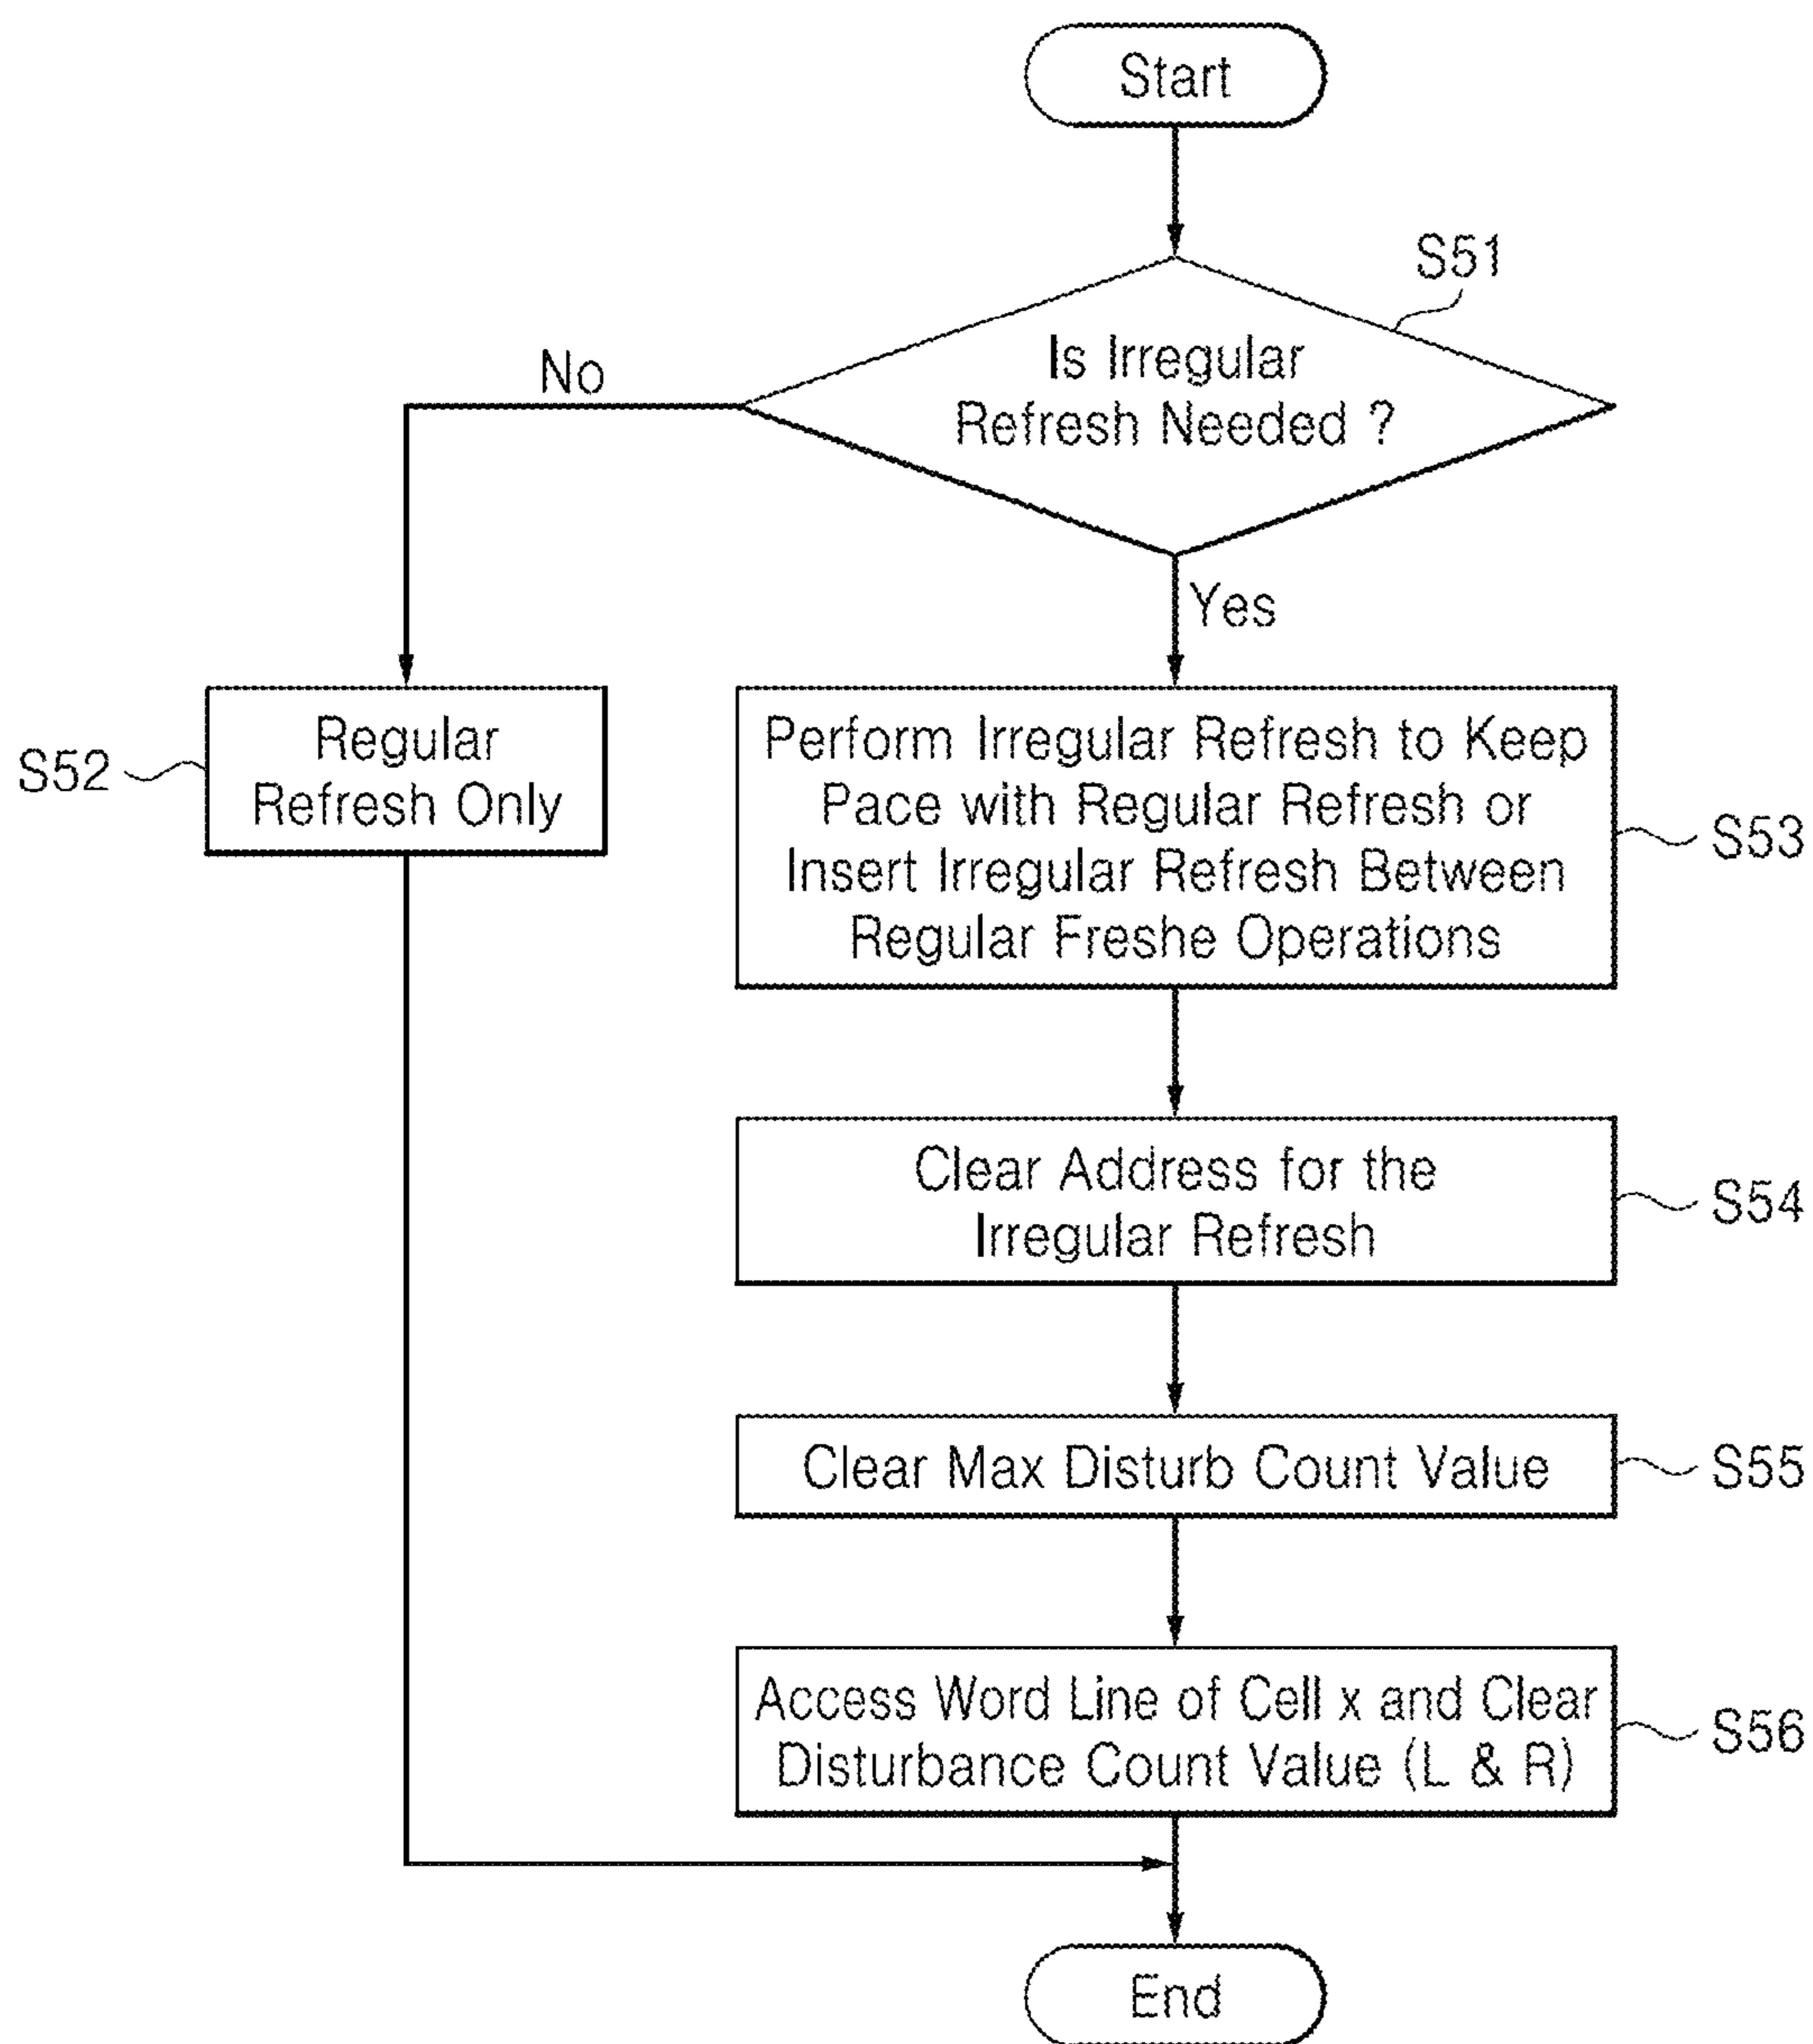 Start
S51
Is Irregular
Refresh Needed ?
No
Yes
S52
Regular
Refresh Only
Perform Irregular Refresh to Keep
Pace with Regular Refresh or
Insert Irregular Refresh Between
Regular Freshe Operations
S53
Clear Address for the
Irregular Refresh
S54
Clear Max Disturb Count Value
S55
Access Word Line of Cell x and Clear
Disturbance Count Value (L & R)
S56
End